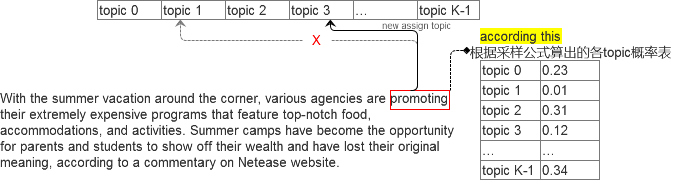 topic 0 topic 1 topic 2 topic 3 ... topic K-1
new assign topic
X
according this
根据采样公式算出的各topic概率表
topic 0 0.23
topic 1 0.01
topic 2 0.31
topic 3 0.12
... ...
topic K-1 0.34
With the summer vacation around the corner, various agencies are promoting
their extremely expensive programs that feature top-notch food,
accommodations, and activities. Summer camps have become the opportunity
for parents and students to show off their wealth and have lost their original
meaning, according to a commentary on Netease website.